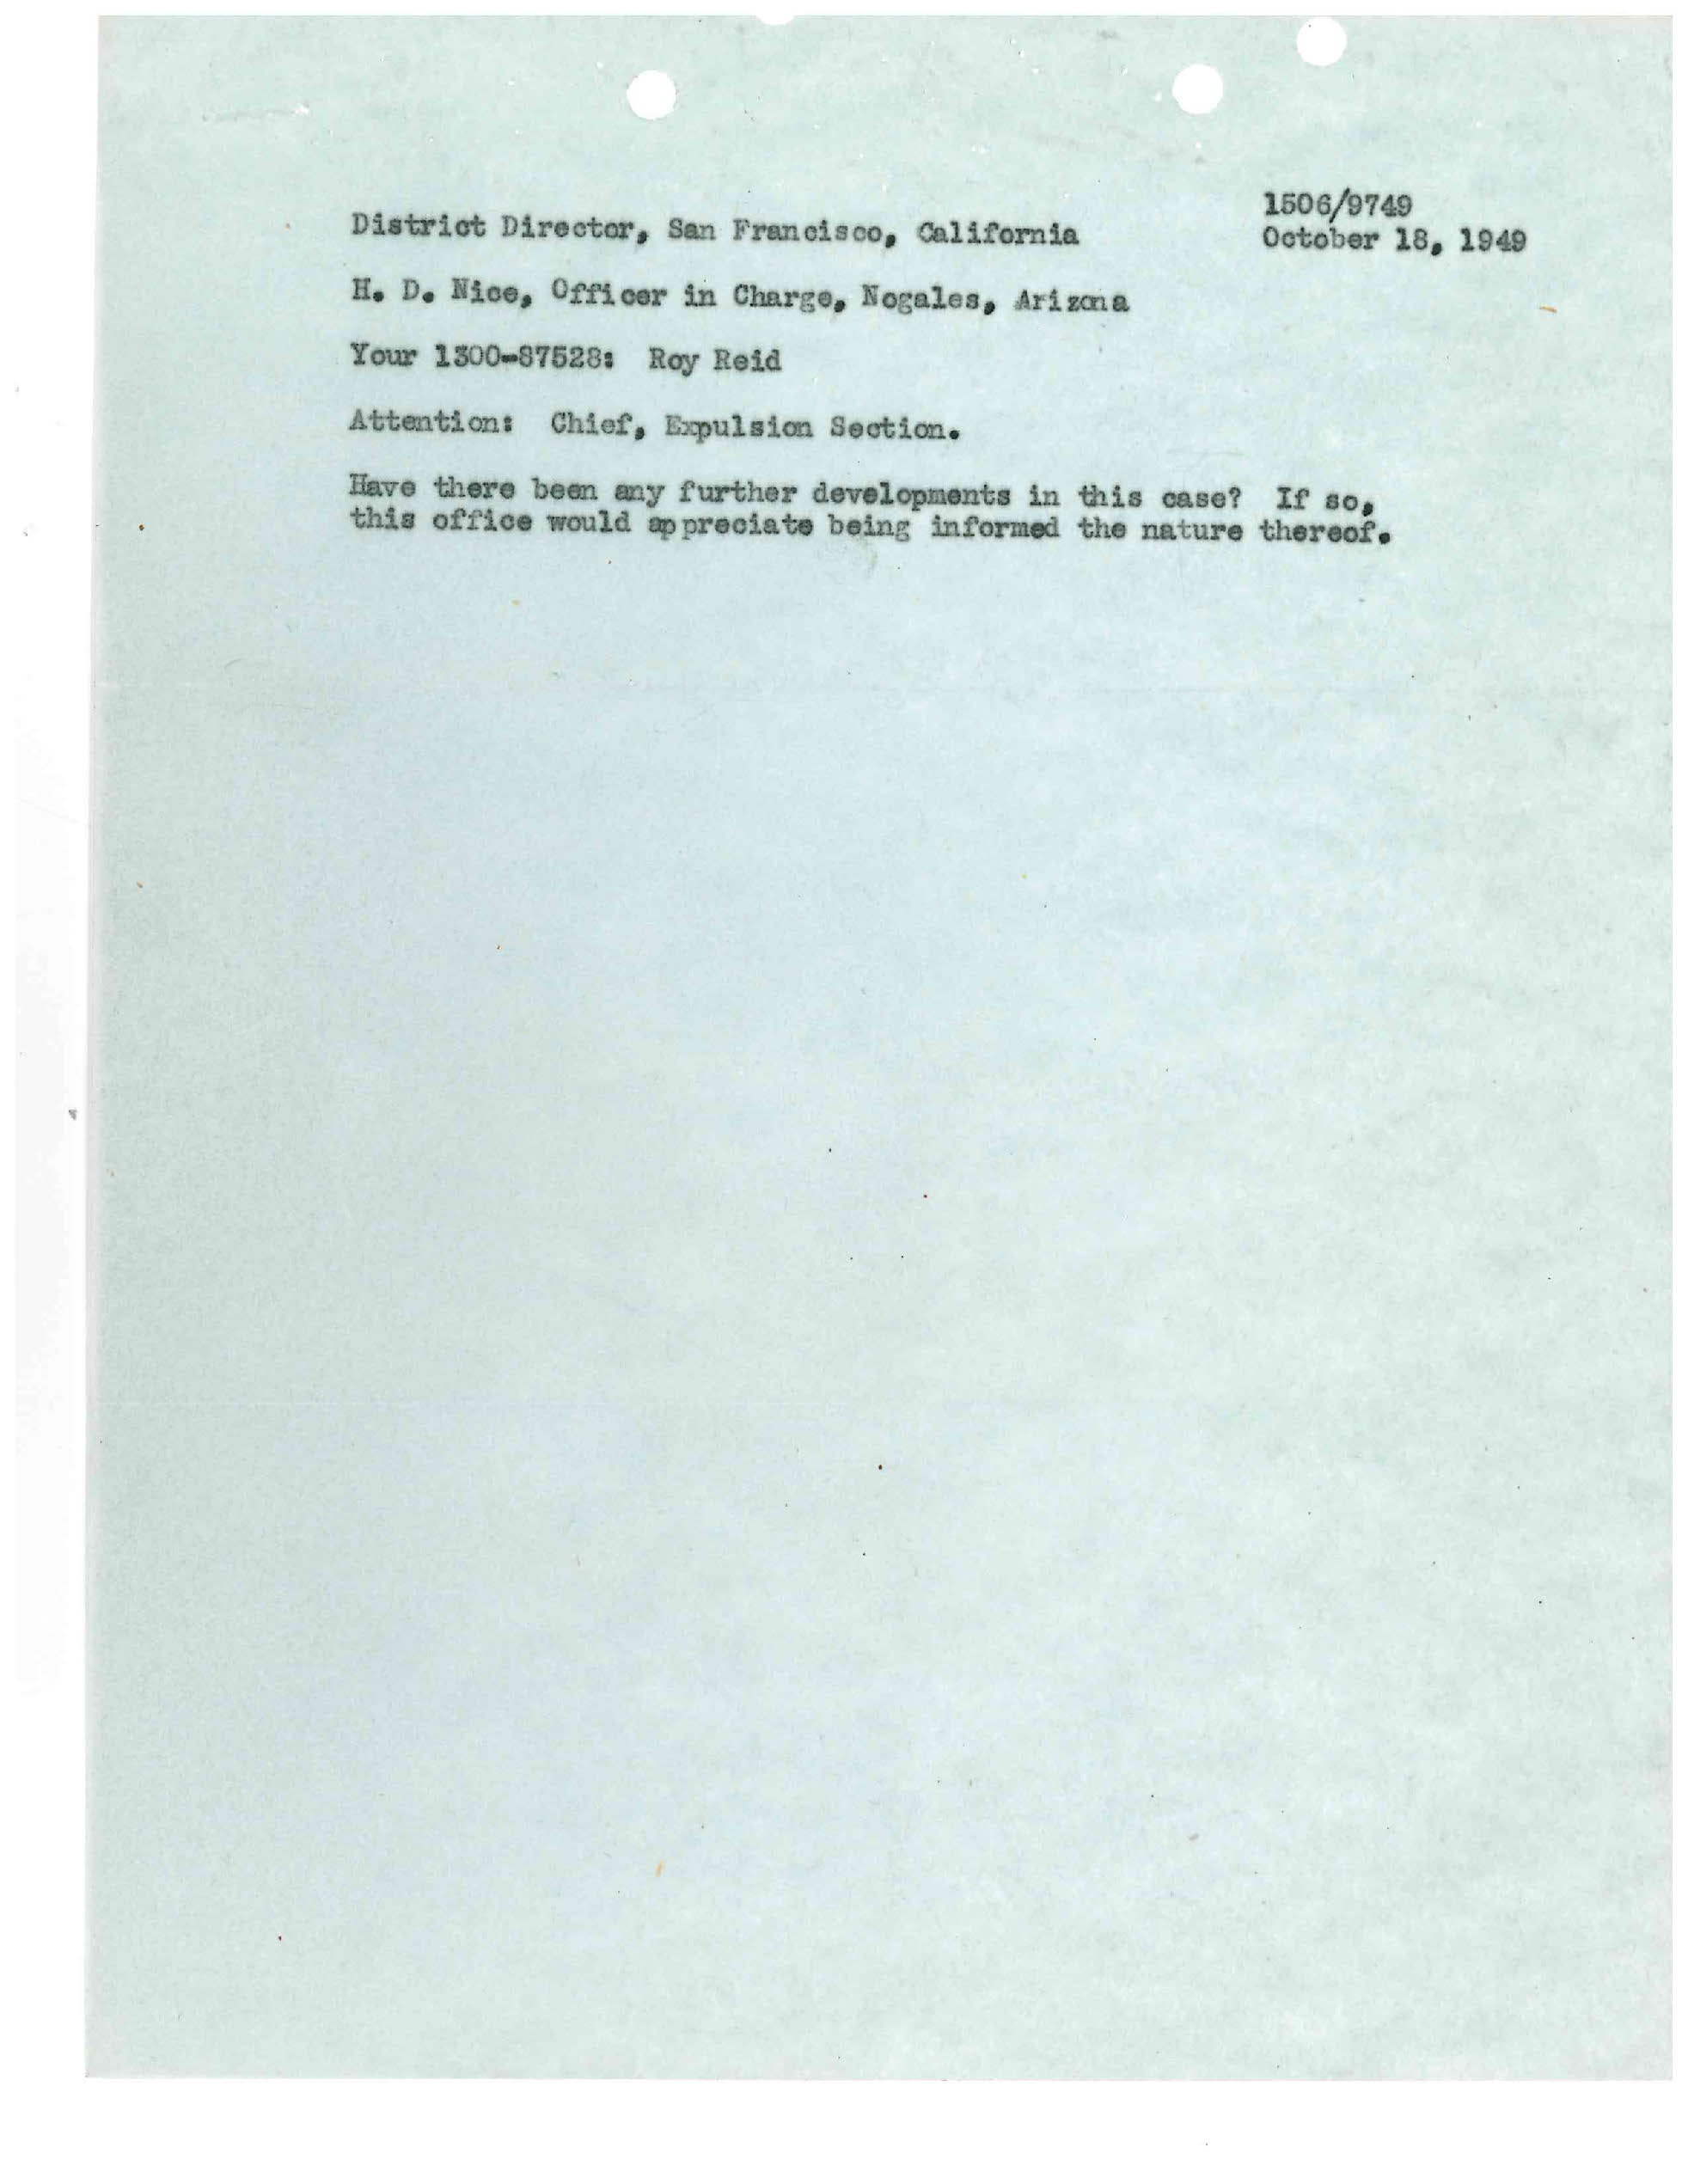 1506/9749
District Director, San Francisco, California
October 18, 1949
H. D. Nice, Officer in Charge, Nogales, Arizona
Your 1300-87528: Roy Reid
Attention: Chief, Expulsion Section.
Have there been any further developments in this case? If so,
this office would appreciate being informed the nature thereof.